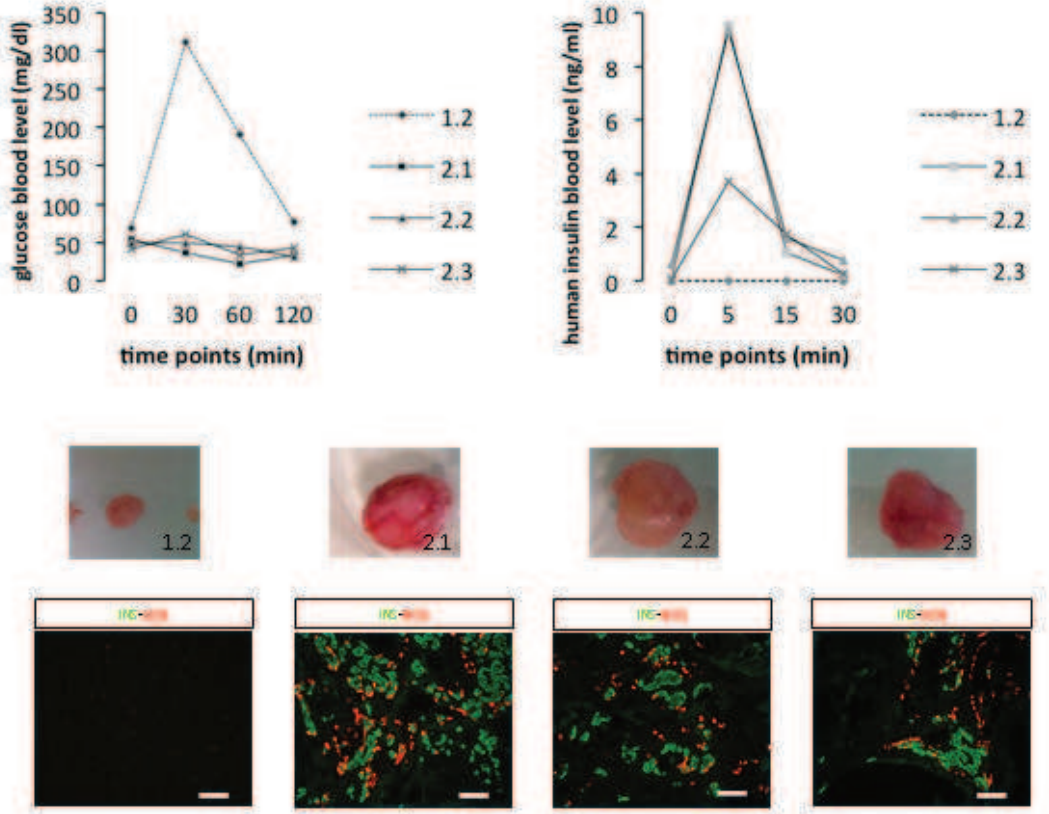 glucose blood level (mg/dl)
350
300
250
200
150
100
50
0
0 30 60 120
time points (min)
1.2
2.1
2.2
2.3
human insulin blood level (ng/ml)
10
8
6
4
2
0
0 5 15 30
time points (min)
1.2
2.1
2.2
2.3
1.2
2.1
2.2
2.3
INS-
INS-
INS-
INS-